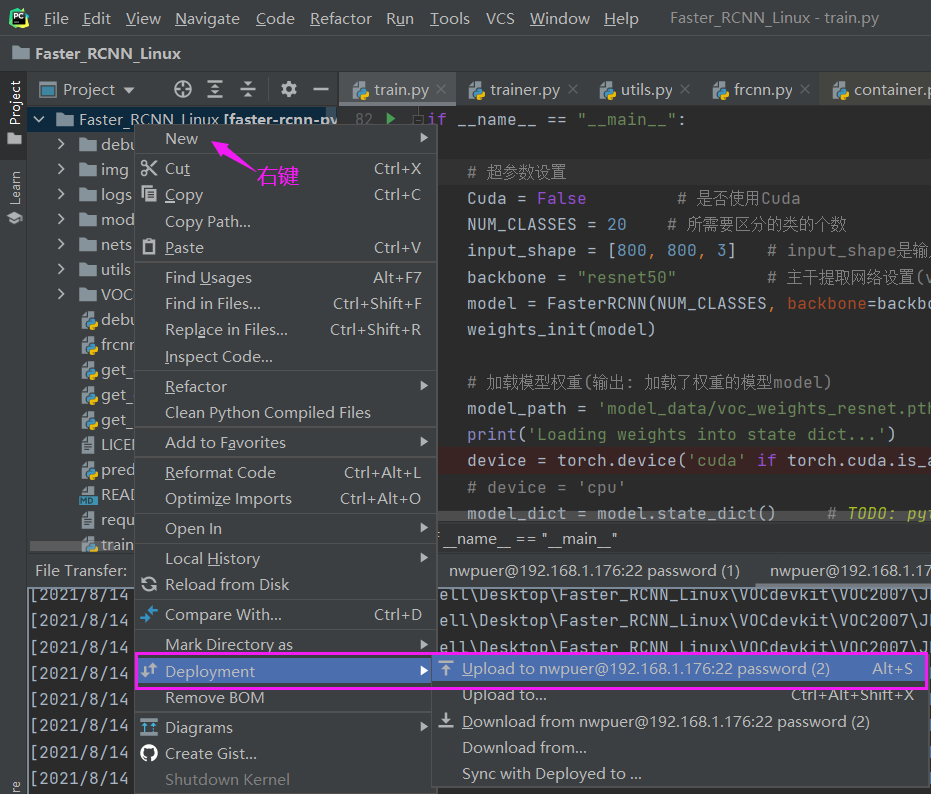 PC File Edit View Navigate Code Refactor Run Tools VCS Window Help Faster_RCNN_Linux - train.py
Faster_RCNN_Linux
Project train.py trainer.py utils.py frcnn.py container.p
Project
Learn
Faster_RCNN_Linux [faster-rcnn-py
debu
img
logs
mod
nets
utils
VOC
debu
frcnn
get_
get_
get_
LICE
pred
READ
requ
train
New
右键
Cut Ctrl+X
Copy Ctrl+C
Copy Path...
Paste Ctrl+V
Find Usages Alt+F7
Find in Files... Ctrl+Shift+F
Replace in Files... Ctrl+Shift+R
Inspect Code...
Refactor
Clean Python Compiled Files
Add to Favorites
Reformat Code Ctrl+Alt+L
Optimize Imports Ctrl+Alt+O
Open In
Local History
Reload from Disk
Compare With... Ctrl+D
Mark Directory as
Deployment
Remove BOM
Diagrams
Create Gist...
Shutdown Kernel
Upload to nwpuer@192.168.1.176:22 password (2) Alt+S
Upload to... Ctrl+Alt+Shift+X
Download from nwpuer@192.168.1.176:22 password (2)
Download from...
Sync with Deployed to ...
82 if __name__ == "__main__":
# 超参数设置
Cuda = False # 是否使用Cuda
NUM_CLASSES = 20 # 所需要区分的类的个数
input_shape = [800, 800, 3] # input_shape是输
backbone = "resnet50" # 主干提取网络设置(v
model = FasterRCNN(NUM_CLASSES, backbone=backbo
weights_init(model)
# 加载模型权重(输出: 加载了权重的模型model)
model_path = 'model_data/voc_weights_resnet.pth
print('Loading weights into state dict...')
device = torch.device('cuda' if torch.cuda.is_a
# device = 'cpu'
model_dict = model.state_dict() # TODO: pyt
f __name__ == "__main__"
File Transfer: nwpuer@192.168.1.176:22 password (1) nwpuer@192.168.1.17
[2021/8/14 ell\Desktop\Faster_RCNN_Linux\VOCdevkit\VOC2007\J
[2021/8/14 ell\Desktop\Faster_RCNN_Linux\VOCdevkit\VOC2007\J
[2021/8/14 ell\Desktop\Faster_RCNN_Linux\VOCdevkit\VOC2007\J
[2021/8/14
[2021/8/14
[2021/8/14
[2021/8/14
[2021/8/14
re